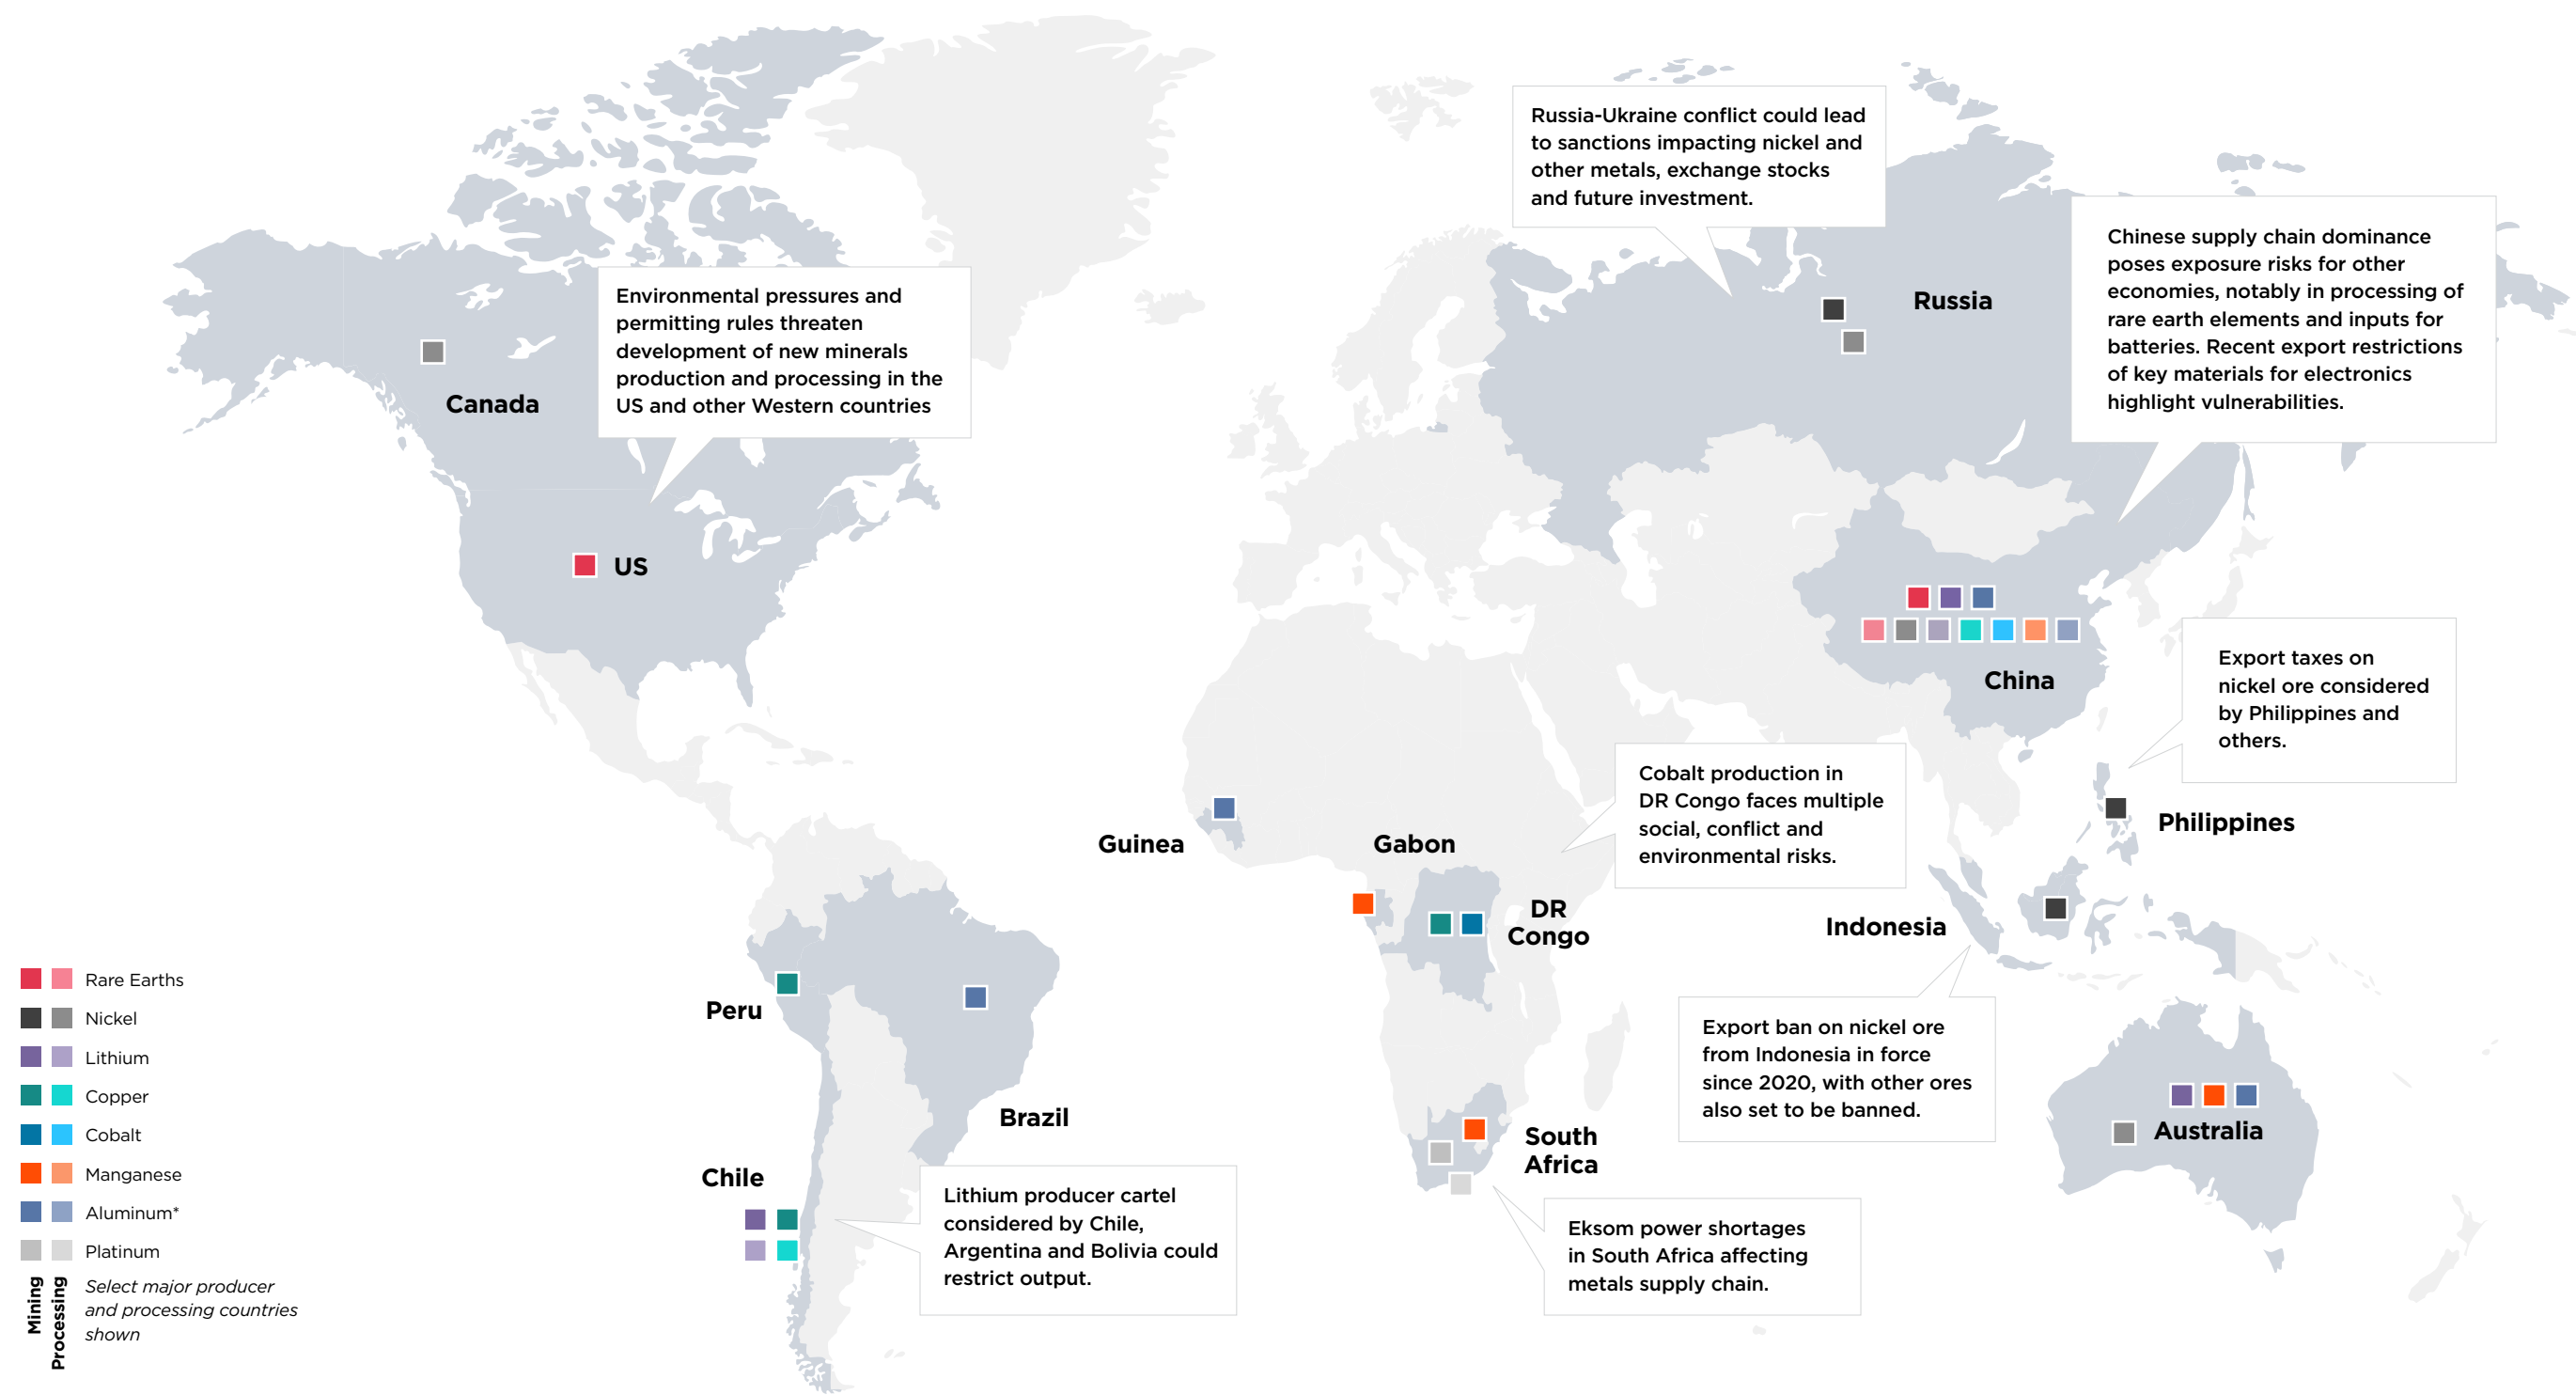 Russia-Ukraine conflict could lead
to sanctions impacting nickel and
other metals, exchange stocks
and future investment.
Chinese supply chain dominance
poses exposure risks for other
economies, notably in processing of
rare earth elements and inputs for
batteries. Recent export restrictions
of key materials for electronics
highlight vulnerabilities.
Environmental pressures and
permitting rules threaten
development of new minerals
production and processing in the
US and other Western countries
Russia
Canada
US
China
Export taxes on
nickel ore considered
by Philippines and
others.
Cobalt production in
DR Congo faces multiple
social, conflict and
environmental risks.
Philippines
Guinea
Gabon
DR
Congo
Indonesia
Peru
Export ban on nickel ore
from Indonesia in force
since 2020, with other ores
also set to be banned.
Brazil
South
Africa
Australia
Chile
Lithium producer cartel
considered by Chile,
Argentina and Bolivia could
restrict output.
Eksom power shortages
in South Africa affecting
metals supply chain.
Rare Earths
Nickel
Lithium
Copper
Cobalt
Manganese
Aluminum*
Platinum
Mining
Processing
Select major producer
and processing countries
shown